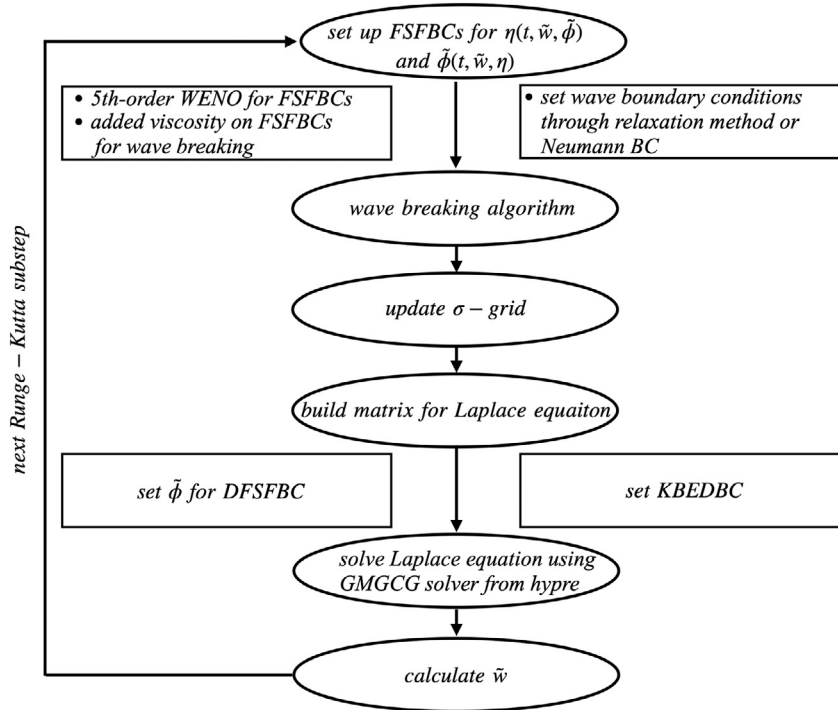 set up FSFBCs for η(t, w̃, ϕ̃)
and ϕ̃(t, w̃, η)
• 5th-order WENO for FSFBCs
• added viscosity on FSFBCs
for wave breaking
• set wave boundary conditions
through relaxation method or
Neumann BC
wave breaking algorithm
update σ − grid
build matrix for Laplace equaiton
set ϕ̃ for DFSFBC
set KBEDBC
solve Laplace equation using
GMGCG solver from hypre
calculate w̃
next Runge − Kutta substep